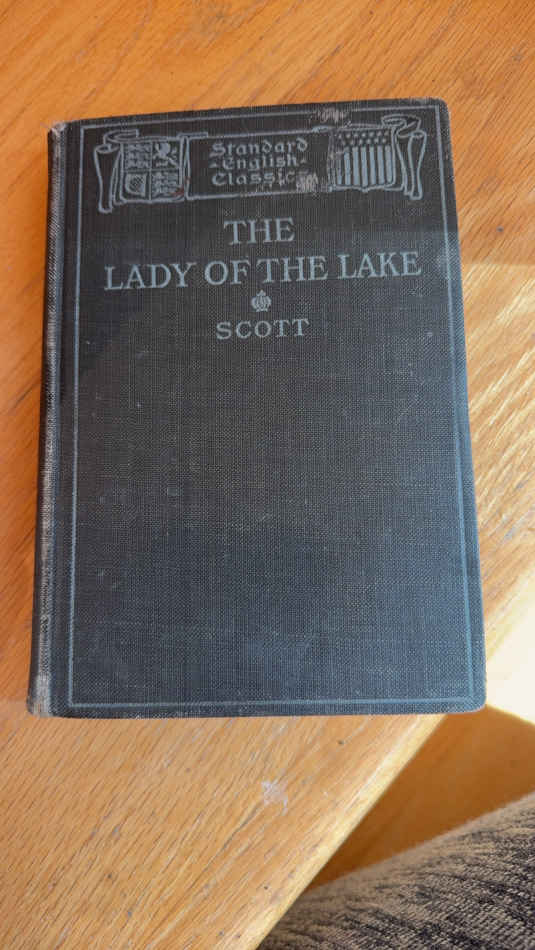 Standard
English
Classics
THE
LADY OF THE LAKE
SCOTT